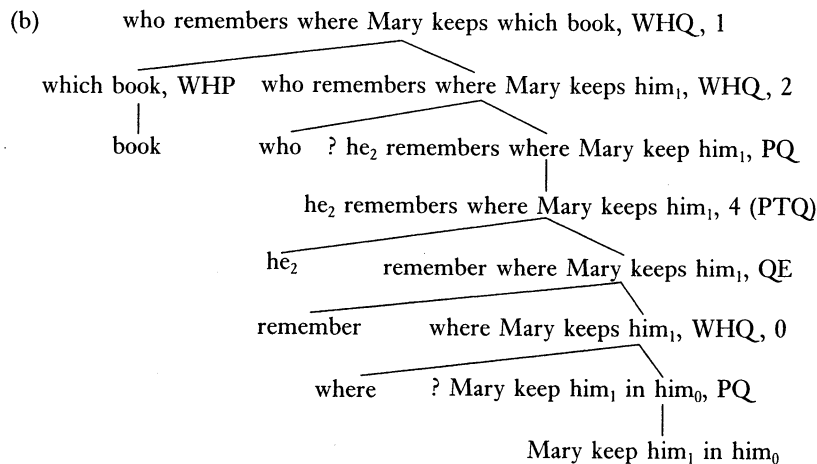 (b) who remembers where Mary keeps which book, WHQ, 1
which book, WHP who remembers where Mary keeps him₁, WHQ, 2
book who ? he₂ remembers where Mary keep him₁, PQ
he₂ remembers where Mary keeps him₁, 4 (PTQ)
he₂ remember where Mary keeps him₁, QE
remember where Mary keeps him₁, WHQ, 0
where ? Mary keep him₁ in him₀, PQ
Mary keep him₁ in him₀